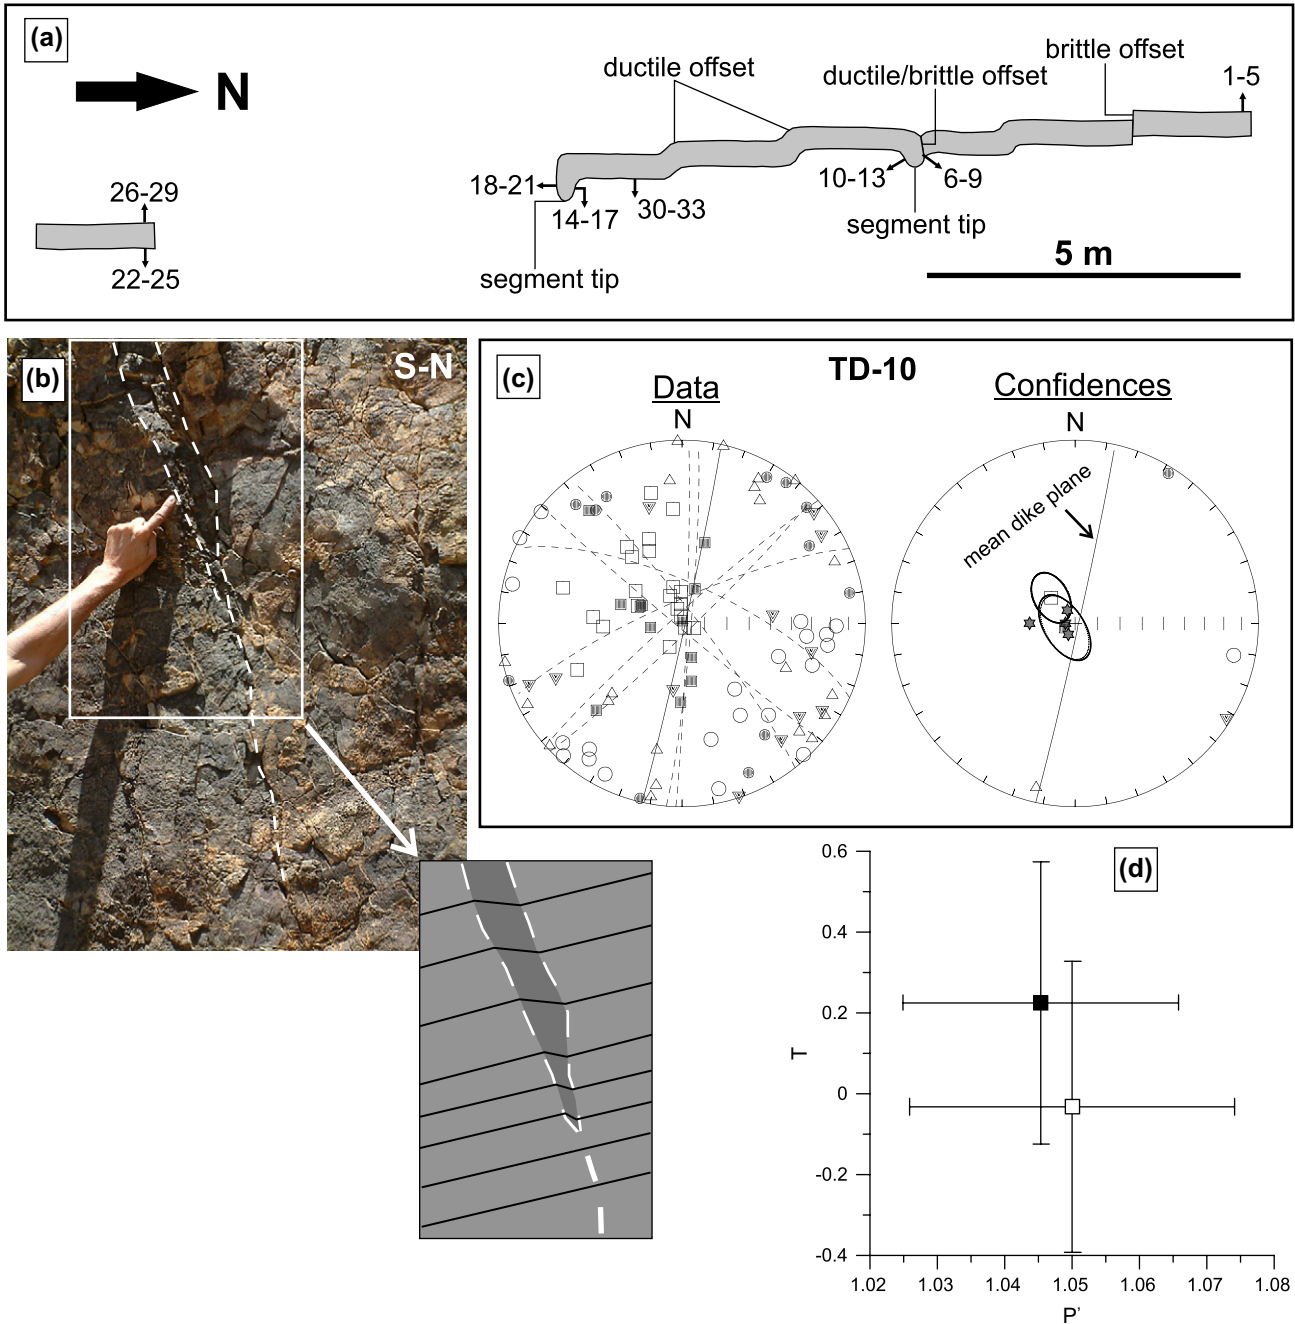 (a)
N
ductile offset
ductile/brittle offset
brittle offset
1-5
26-29
22-25
18-21
14-17
30-33
10-13
6-9
segment tip
segment tip
5 m
(b)
S-N
(c)
TD-10
Data
Confidences
N
N
mean dike plane
(d)
0.6
0.4
0.2
0
-0.2
-0.4
T
1.02 1.03 1.04 1.05 1.06 1.07 1.08
P'